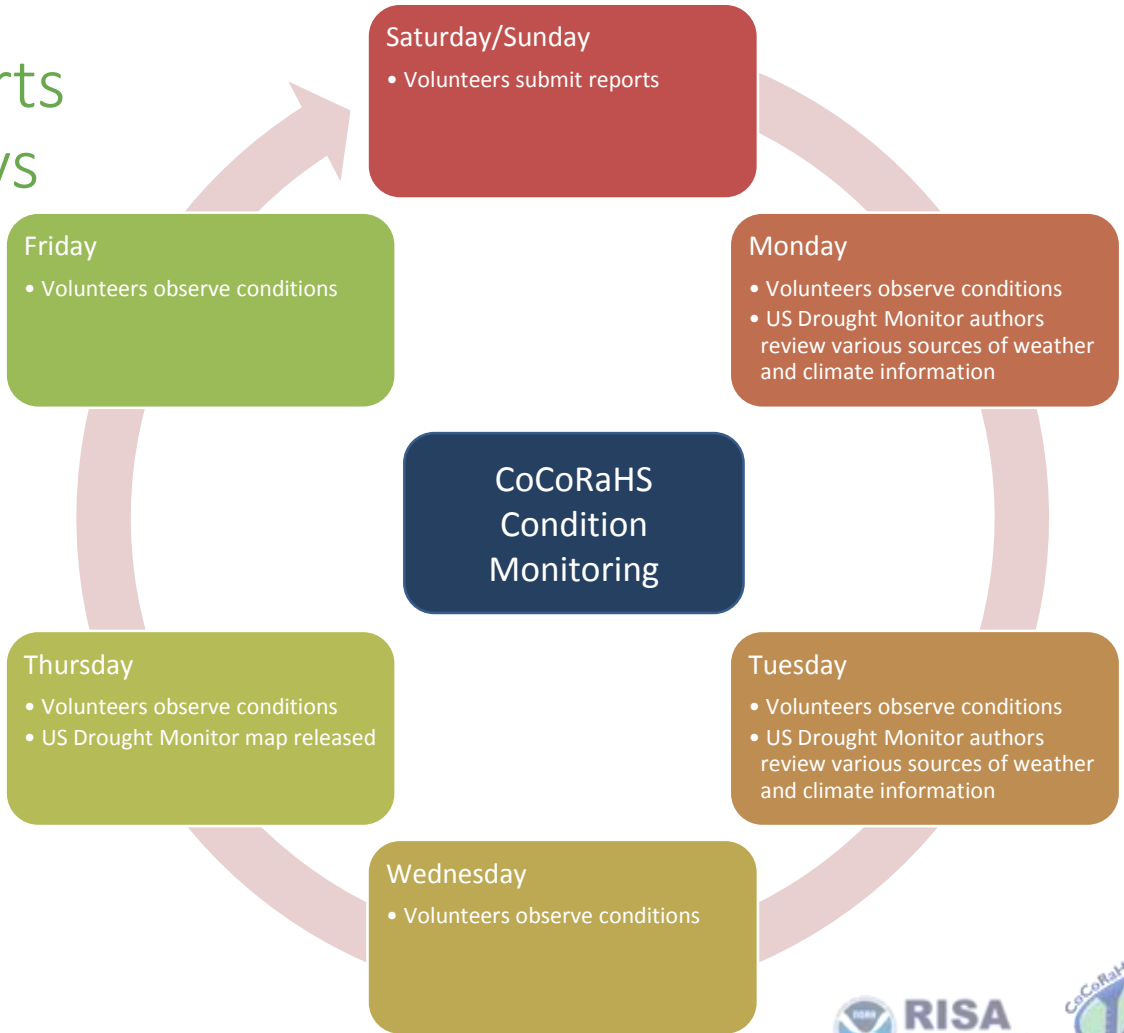 Saturday/Sunday
• Volunteers submit reports
Monday
• Volunteers observe conditions
• US Drought Monitor authors
review various sources of weather
and climate information
Tuesday
• Volunteers observe conditions
• US Drought Monitor authors
review various sources of weather
and climate information
Wednesday
• Volunteers observe conditions
Thursday
• Volunteers observe conditions
• US Drought Monitor map released
Friday
• Volunteers observe conditions
CoCoRaHS
Condition
Monitoring
RISA